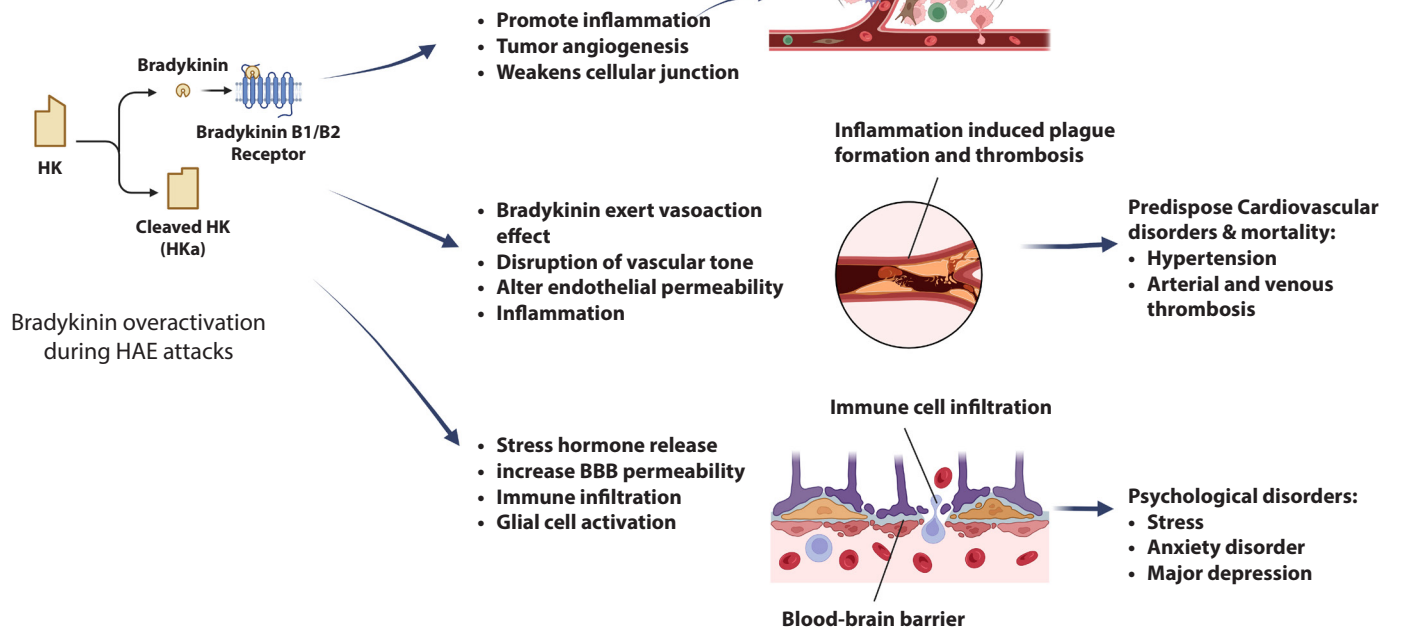 • Promote inflammation
• Tumor angiogenesis
• Weakens cellular junction
Bradykinin
Bradykinin B1/B2
Receptor
HK
Cleaved HK
(HKa)
Bradykinin overactivation
during HAE attacks
• Bradykinin exert vasoaction
effect
• Disruption of vascular tone
• Alter endothelial permeability
• Inflammation
Inflammation induced plague
formation and thrombosis
Predispose Cardiovascular
disorders & mortality:
• Hypertension
• Arterial and venous
thrombosis
• Stress hormone release
• increase BBB permeability
• Immune infiltration
• Glial cell activation
Immune cell infiltration
Blood-brain barrier
Psychological disorders:
• Stress
• Anxiety disorder
• Major depression